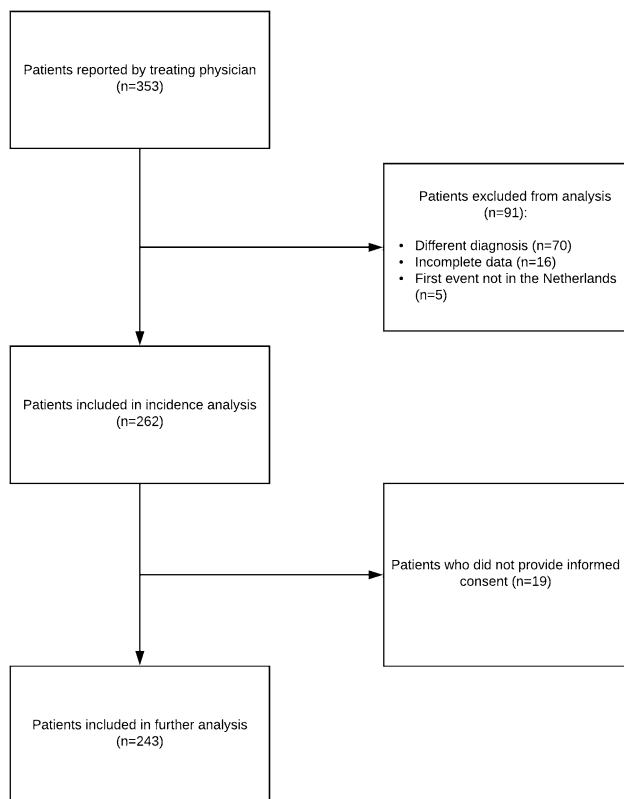 Patients reported by treating physician
(n=353)
Patients excluded from analysis
(n=91):
• Different diagnosis (n=70)
• Incomplete data (n=16)
• First event not in the Netherlands
(n=5)
Patients included in incidence analysis
(n=262)
Patients who did not provide informed
consent (n=19)
Patients included in further analysis
(n=243)